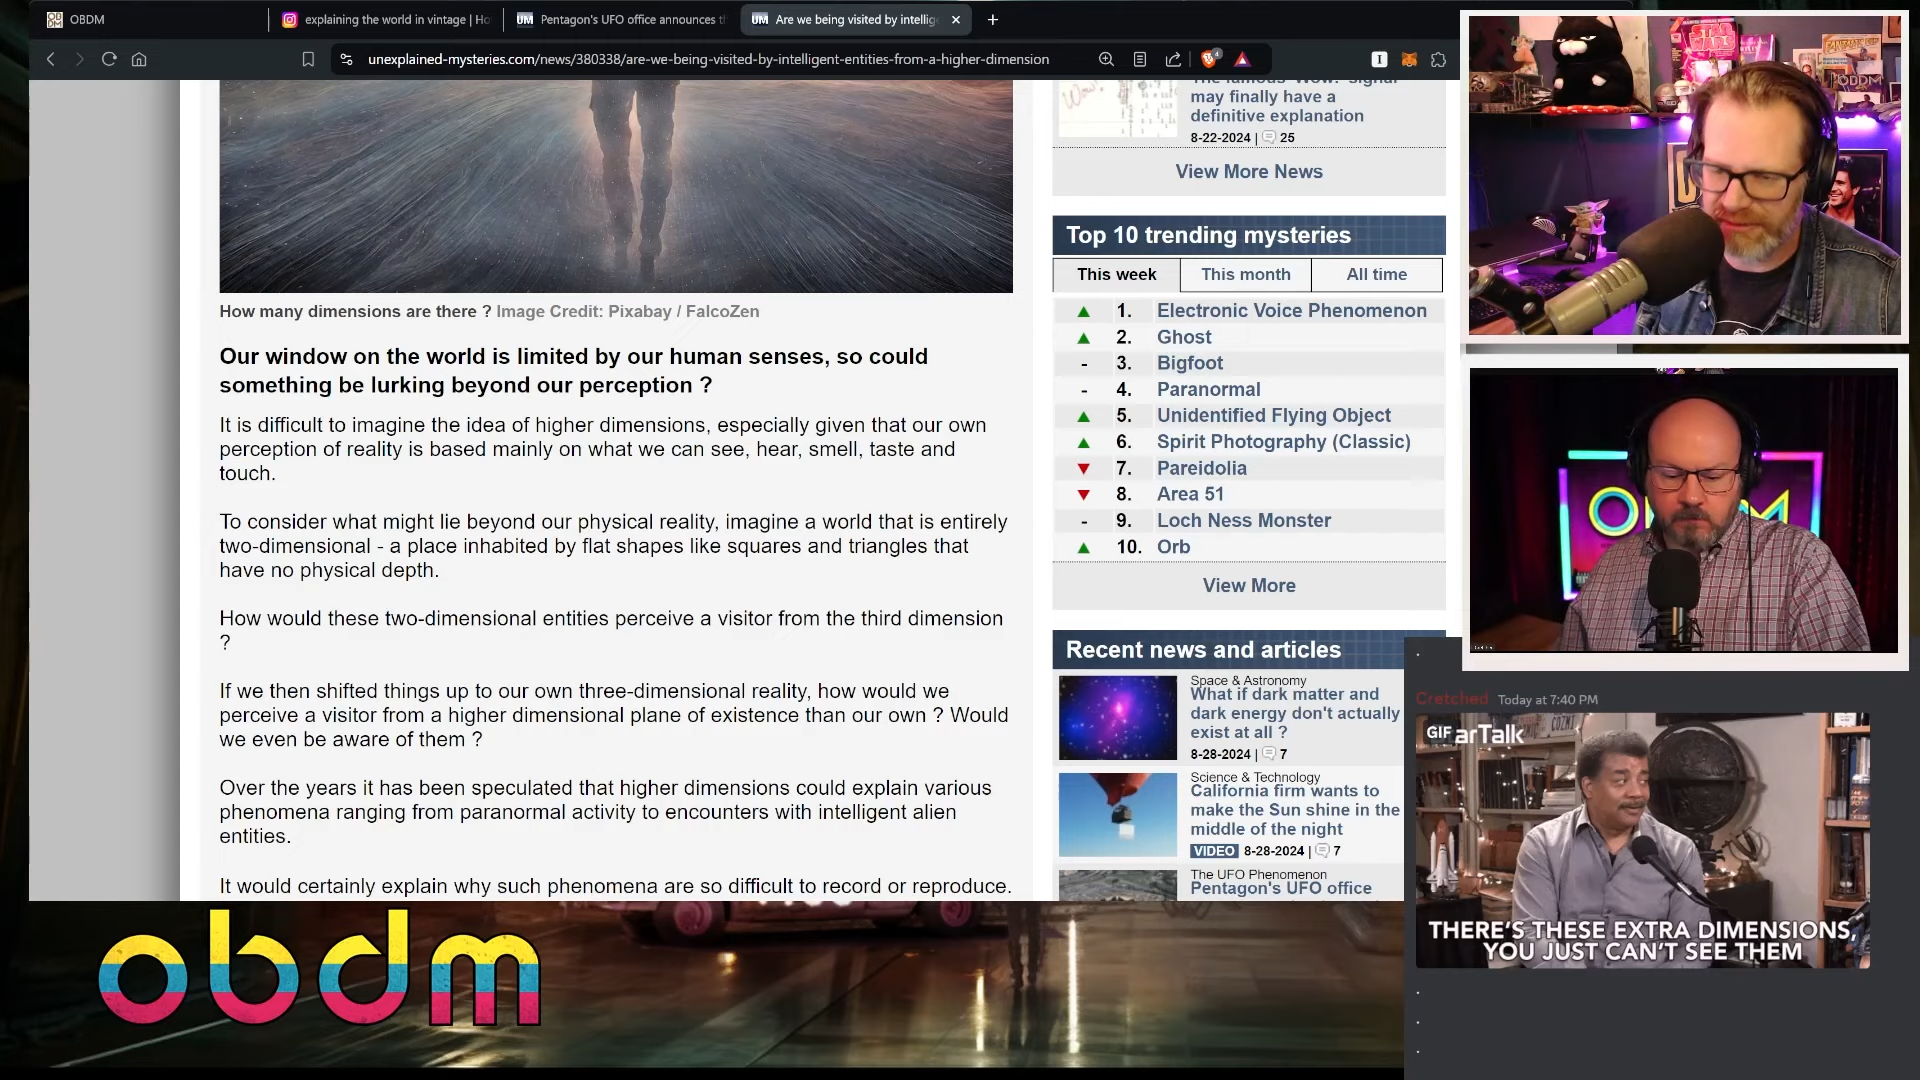 OBDM
explaining the world in vintage | Ho
Pentagon's UFO office announces t
Are we being visited by intellig
unexplained-mysteries.com/news/380338/are-we-being-visited-by-intelligent-entities-from-a-higher-dimension
How many dimensions are there ? Image Credit: Pixabay / FalcoZen
Our window on the world is limited by our human senses, so could
something be lurking beyond our perception ?
It is difficult to imagine the idea of higher dimensions, especially given that our own
perception of reality is based mainly on what we can see, hear, smell, taste and
touch.
To consider what might lie beyond our physical reality, imagine a world that is entirely
two-dimensional - a place inhabited by flat shapes like squares and triangles that
have no physical depth.
How would these two-dimensional entities perceive a visitor from the third dimension
?
If we then shifted things up to our own three-dimensional reality, how would we
perceive a visitor from a higher dimensional plane of existence than our own ? Would
we even be aware of them ?
Over the years it has been speculated that higher dimensions could explain various
phenomena ranging from paranormal activity to encounters with intelligent alien
entities.
It would certainly explain why such phenomena are so difficult to record or reproduce.
The famous 'Wow!' signal
may finally have a
definitive explanation
8-22-2024 | 25
View More News
Top 10 trending mysteries
This week This month All time
1. Electronic Voice Phenomenon
2. Ghost
- 3. Bigfoot
- 4. Paranormal
5. Unidentified Flying Object
6. Spirit Photography (Classic)
7. Pareidolia
8. Area 51
- 9. Loch Ness Monster
10. Orb
View More
Recent news and articles
Space & Astronomy
What if dark matter and
dark energy don't actually
exist at all ?
8-28-2024 | 7
Science & Technology
California firm wants to
make the Sun shine in the
middle of the night
VIDEO 8-28-2024 | 7
The UFO Phenomenon
Pentagon's UFO office
STAR
WARS
OBDM
OBDM
Cretched Today at 7:40 PM
GIF arTalk
THERE'S THESE EXTRA DIMENSIONS,
YOU JUST CAN'T SEE THEM
obdm